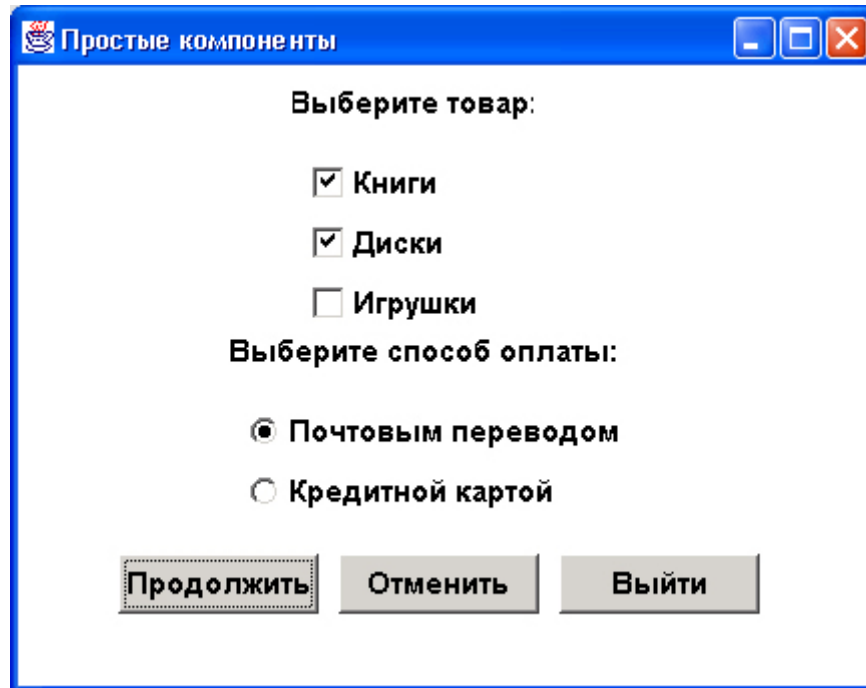 Простые компоненты
Выберите товар:
Книги
Диски
Игрушки
Выберите способ оплаты:
Почтовым переводом
Кредитной картой
Продолжить Отменить Выйти